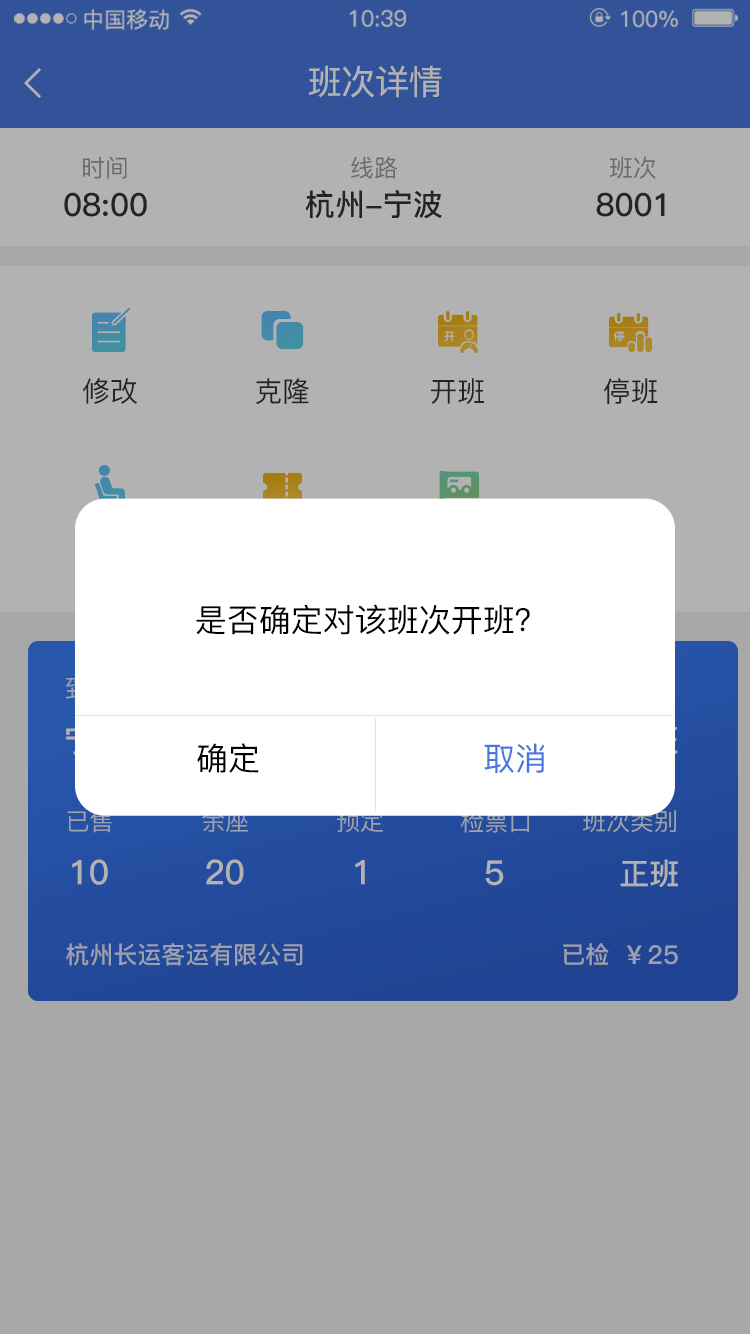 中国移动 10:39 100%
班次详情
时间 线路 班次
08:00 杭州–宁波 8001
开 停
修改 克隆 开班 停班
是否确定对该班次开班?
确定 取消
已售 余座 预定 检票口 班次类别
10 20 1 5 正班
杭州长运客运有限公司 已检 ¥25